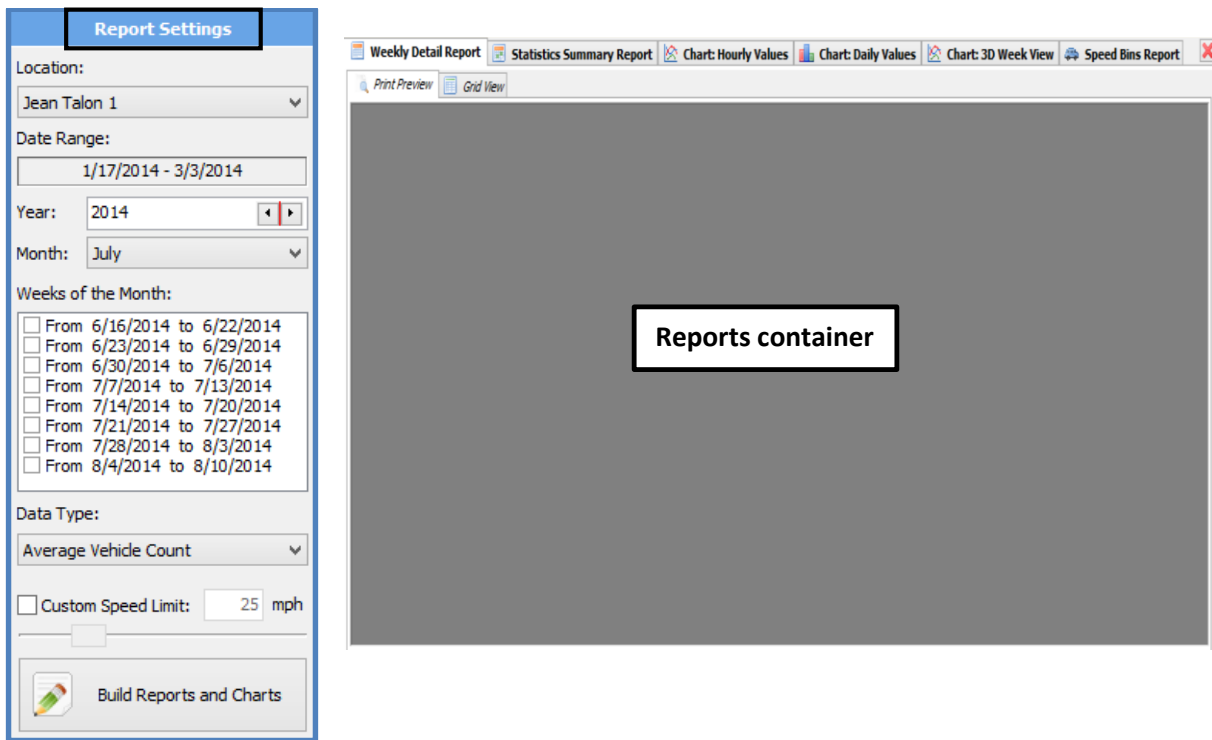 Report Settings
Location:
Jean Talon 1
Date Range:
1/17/2014 - 3/3/2014
Year: 2014
Month: July
Weeks of the Month:
From 6/16/2014 to 6/22/2014
From 6/23/2014 to 6/29/2014
From 6/30/2014 to 7/6/2014
From 7/7/2014 to 7/13/2014
From 7/14/2014 to 7/20/2014
From 7/21/2014 to 7/27/2014
From 7/28/2014 to 8/3/2014
From 8/4/2014 to 8/10/2014
Data Type:
Average Vehicle Count
Custom Speed Limit: 25 mph
Build Reports and Charts
Weekly Detail Report Statistics Summary Report Chart: Hourly Values Chart: Daily Values Chart: 3D Week View Speed Bins Report
Print Preview Grid View
Reports container